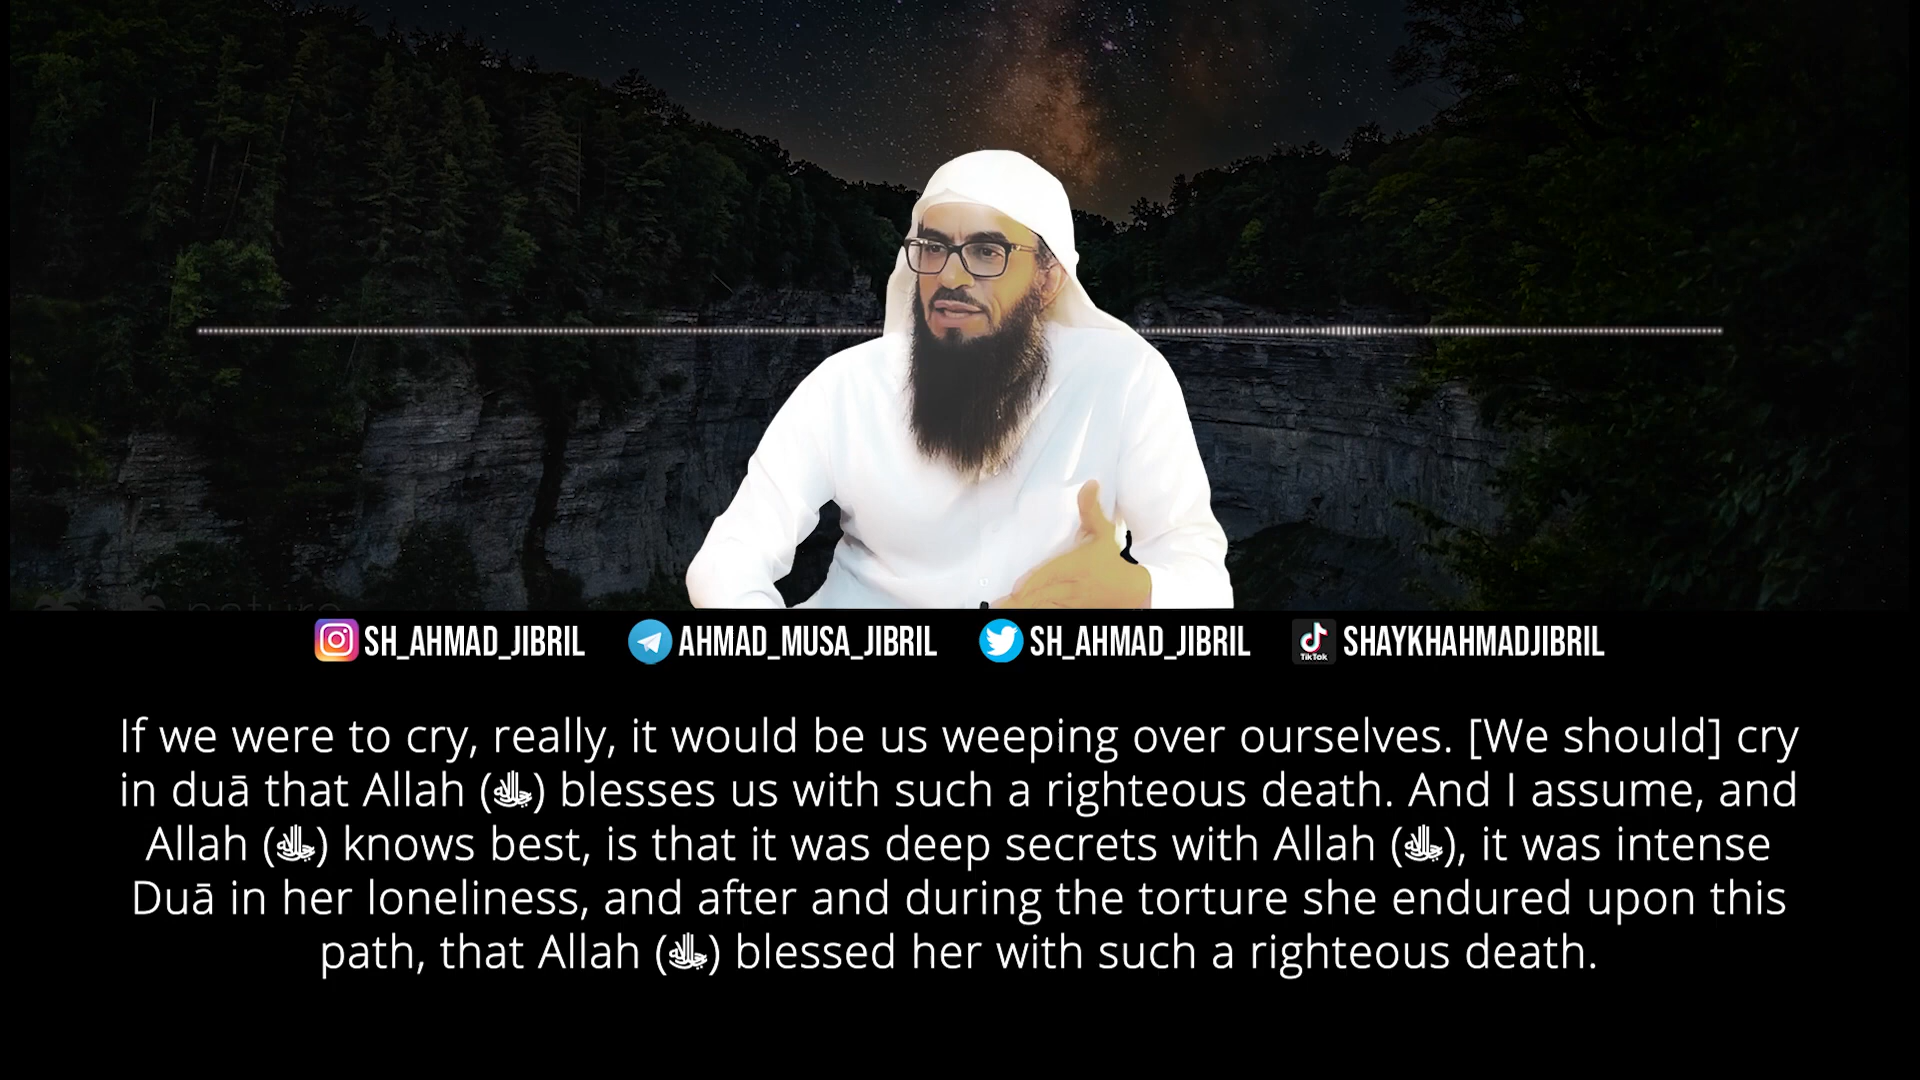 nature
SH_AHMAD_JIBRIL AHMAD_MUSA_JIBRIL SH_AHMAD_JIBRIL TikTok SHAYKHAHMADJIBRIL
If we were to cry, really, it would be us weeping over ourselves. [We should] cry
in duā that Allah (ﷻ) blesses us with such a righteous death. And I assume, and
Allah (ﷻ) knows best, is that it was deep secrets with Allah (ﷻ), it was intense
Duā in her loneliness, and after and during the torture she endured upon this
path, that Allah (ﷻ) blessed her with such a righteous death.